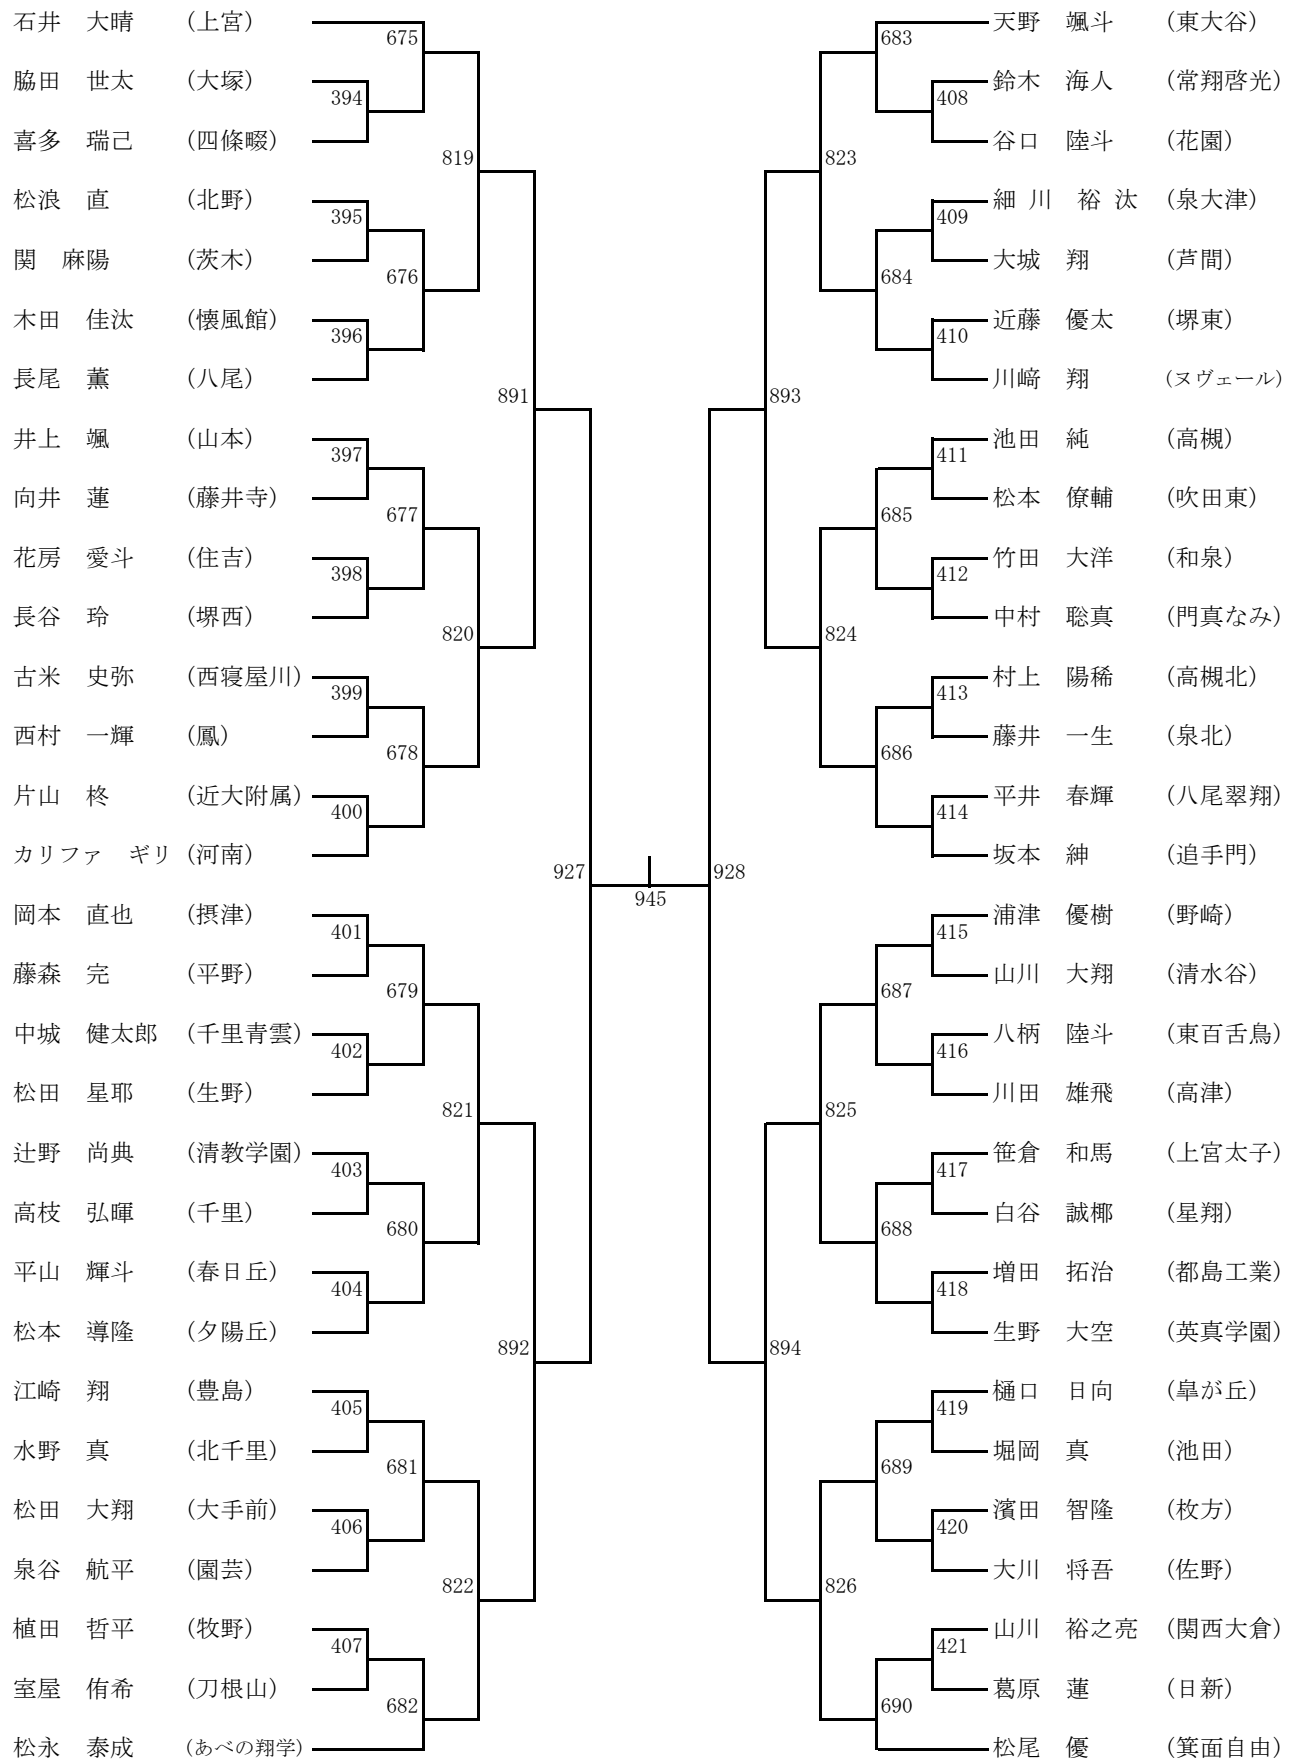 石井　大晴　(上宮)
脇田　世太　(大塚)
喜多　瑞己　(四條畷)
松浪　直　(北野)
関　麻陽　(茨木)
木田　佳汰　(懐風館)
長尾　薫　(八尾)
井上　颯　(山本)
向井　蓮　(藤井寺)
花房　愛斗　(住吉)
長谷　玲　(堺西)
古米　史弥　(西寝屋川)
西村　一輝　(鳳)
片山　柊　(近大附属)
カリファ　ギリ　(河南)
岡本　直也　(摂津)
藤森　完　(平野)
中城　健太郎　(千里青雲)
松田　星耶　(生野)
辻野　尚典　(清教学園)
高枝　弘暉　(千里)
平山　輝斗　(春日丘)
松本　導隆　(夕陽丘)
江崎　翔　(豊島)
水野　真　(北千里)
松田　大翔　(大手前)
泉谷　航平　(園芸)
植田　哲平　(牧野)
室屋　侑希　(刀根山)
松永　泰成　(あべの翔学)
675
394
819
395
676
396
891
397
677
398
820
399
678
400
927
401
679
402
821
403
680
404
892
405
681
406
822
407
682
945
683
408
823
409
684
410
893
411
685
412
824
413
686
414
928
415
687
416
825
417
688
418
894
419
689
420
826
421
690
天野　颯斗　(東大谷)
鈴木　海人　(常翔啓光)
谷口　陸斗　(花園)
細川　裕汰　(泉大津)
大城　翔　(芦間)
近藤　優太　(堺東)
川﨑　翔　(ヌヴェール)
池田　純　(高槻)
松本　僚輔　(吹田東)
竹田　大洋　(和泉)
中村　聡真　(門真なみ)
村上　陽稀　(高槻北)
藤井　一生　(泉北)
平井　春輝　(八尾翠翔)
坂本　紳　(追手門)
浦津　優樹　(野崎)
山川　大翔　(清水谷)
八柄　陸斗　(東百舌鳥)
川田　雄飛　(高津)
笹倉　和馬　(上宮太子)
白谷　誠梛　(星翔)
増田　拓治　(都島工業)
生野　大空　(英真学園)
樋口　日向　(皐が丘)
堀岡　真　(池田)
濱田　智隆　(枚方)
大川　将吾　(佐野)
山川　裕之亮　(関西大倉)
葛原　蓮　(日新)
松尾　優　(箕面自由)